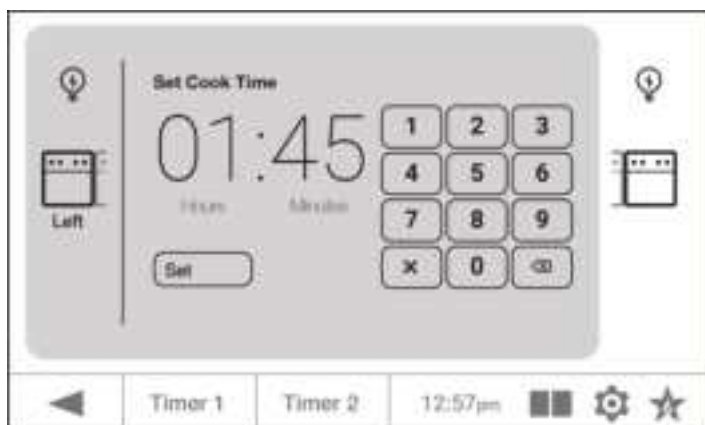 Set Cook Time
01:45
Hours Minutes
Left
Set
1 2 3
4 5 6
7 8 9
× 0 ⌫
Timer 1 Timer 2 12:57pm